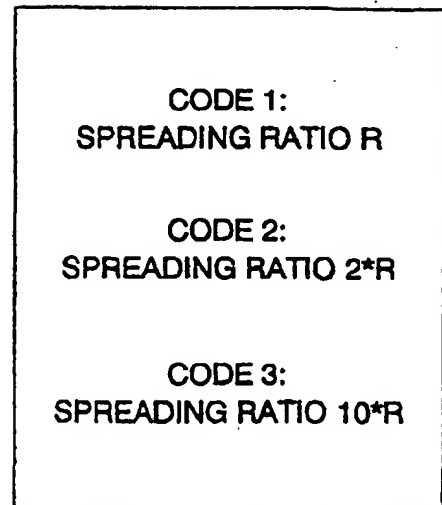 CODE 1:
SPREADING RATIO R
CODE 2:
SPREADING RATIO 2*R
CODE 3:
SPREADING RATIO 10*R